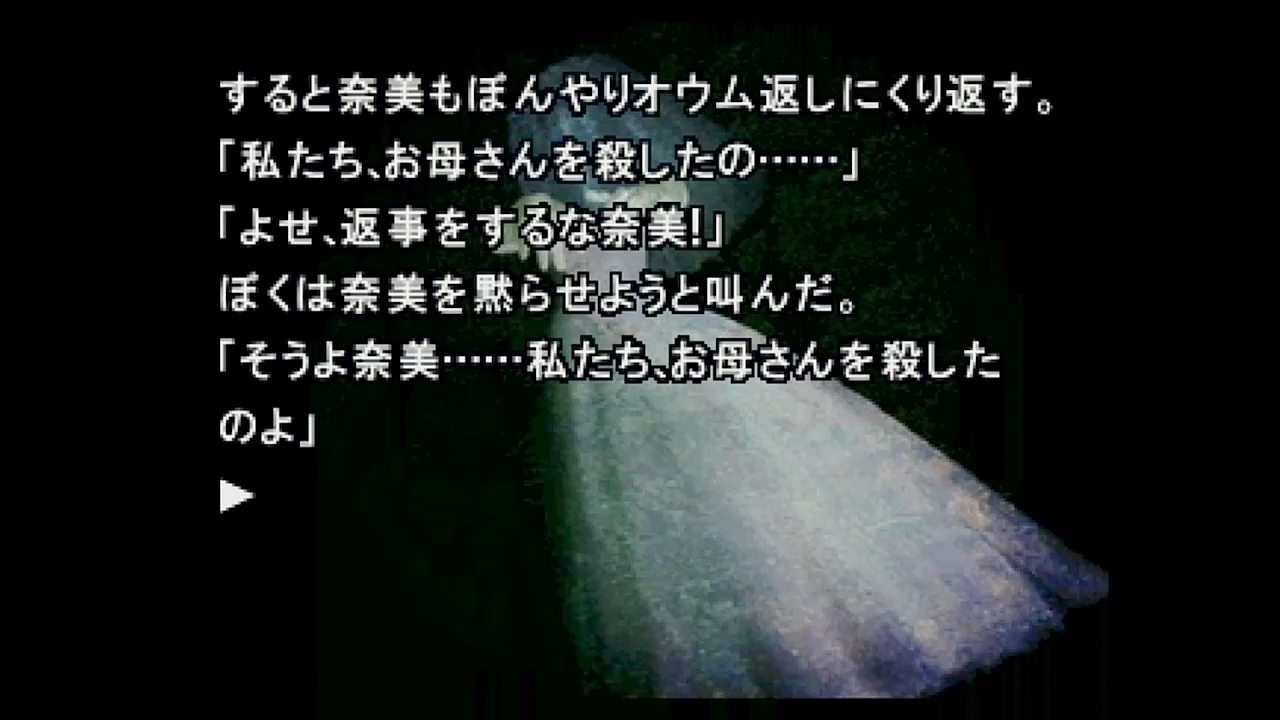 すると奈美もぼんやりオウム返しにくり返す。
「私たち、お母さんを殺したの……」
「よせ、返事をするな奈美!」
ぼくは奈美を黙らせようと叫んだ。
「そうよ奈美……私たち、お母さんを殺した
のよ」